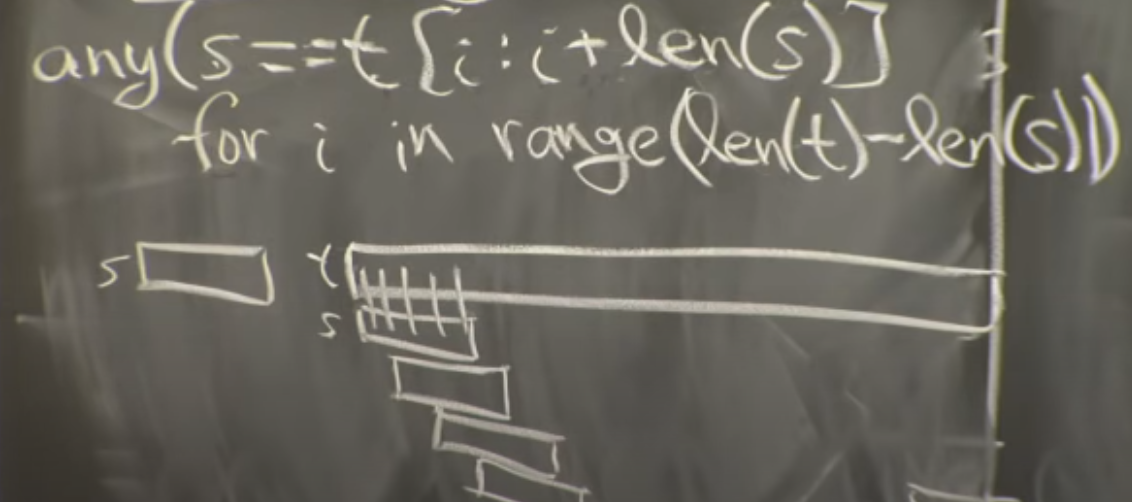 any(s==t[i:i+len(s)]
for i in range(len(t)-len(s)))
s t
s